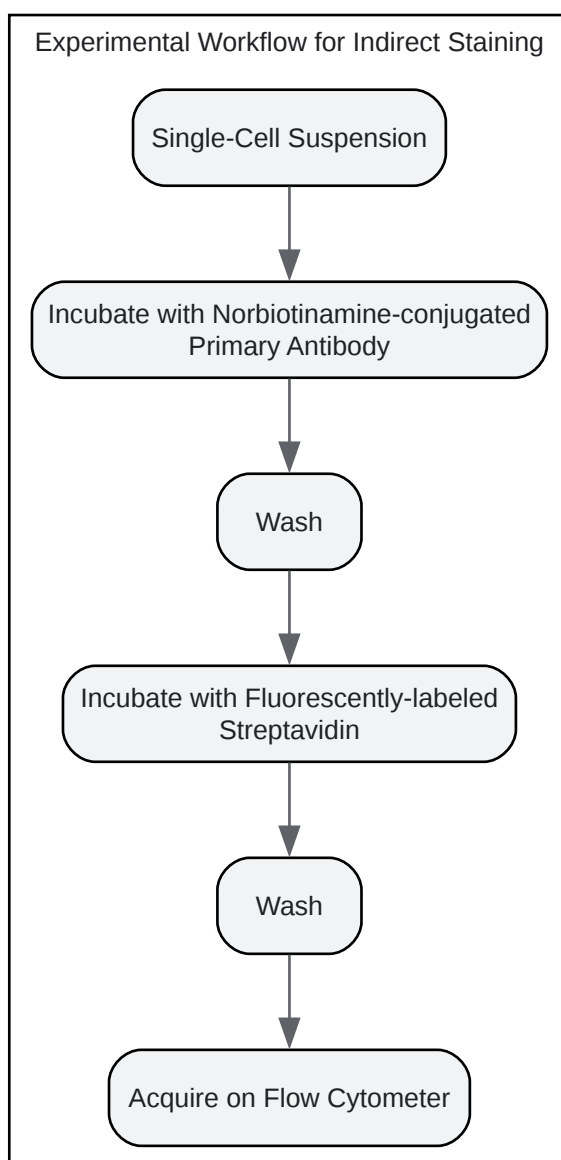 Experimental Workflow for Indirect Staining
Single-Cell Suspension
Incubate with Norbiotinamine-conjugated
Primary Antibody
Wash
Incubate with Fluorescently-labeled
Streptavidin
Wash
Acquire on Flow Cytometer